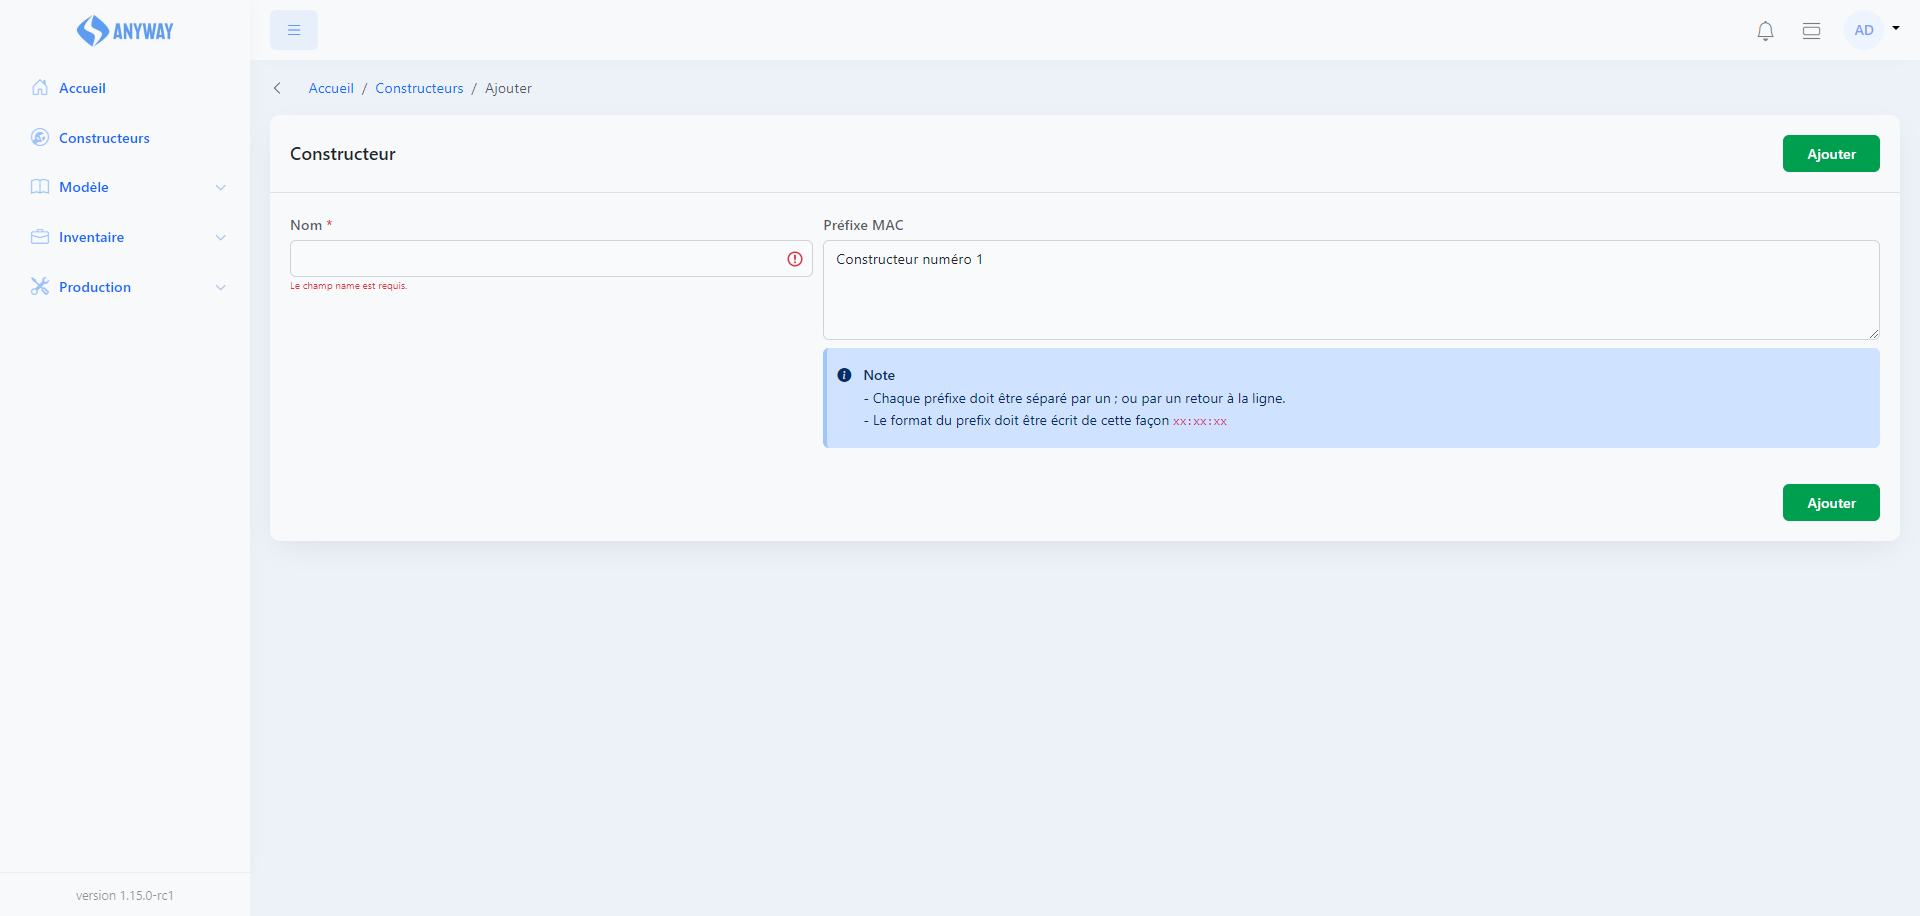 ANYWAY
AD
Accueil
Constructeurs
Modèle
Inventaire
Production
Accueil / Constructeurs / Ajouter
Constructeur
Ajouter
Nom *
Le champ name est requis.
Préfixe MAC
Constructeur numéro 1
Note
- Chaque préfixe doit être séparé par un ; ou par un retour à la ligne.
- Le format du prefix doit être écrit de cette façon xx:xx:xx
Ajouter
version 1.15.0-rc1